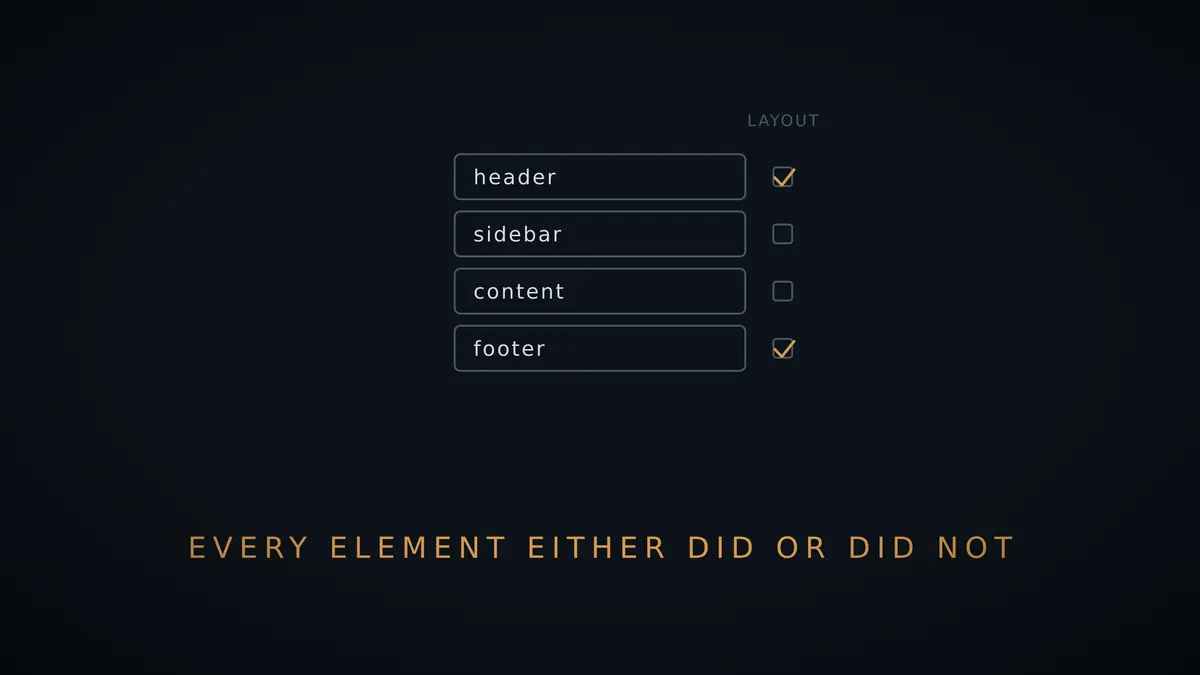 LAYOUT
header
sidebar
content
footer
EVERY ELEMENT EITHER DID OR DID NOT